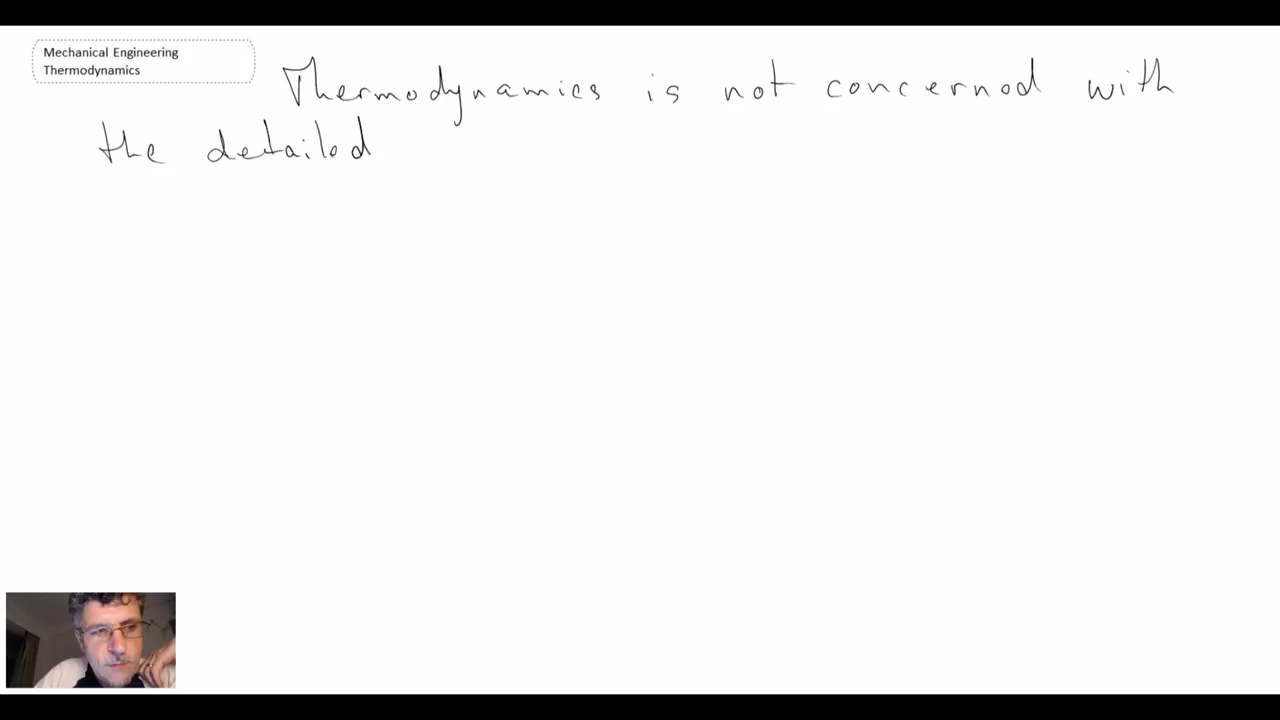 Mechanical Engineering
Thermodynamics
Thermodynamics is not concerned with
the detailed